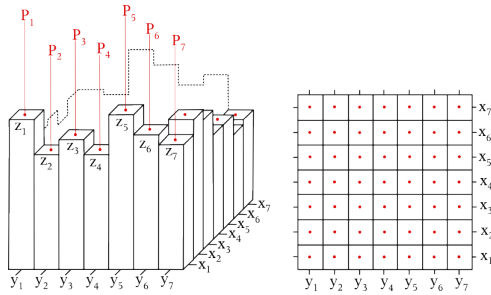 P₁
P₂
P₃
P₄
P₅
P₆
P₇
z₁
z₂
z₃
z₄
z₅
z₆
z₇
y₁ y₂ y₃ y₄ y₅ y₆ y₇
x₁
x₂
x₃
x₄
x₅
x₆
x₇
x₇
x₆
x₅
x₄
x₃
x₂
x₁
y₁ y₂ y₃ y₄ y₅ y₆ y₇